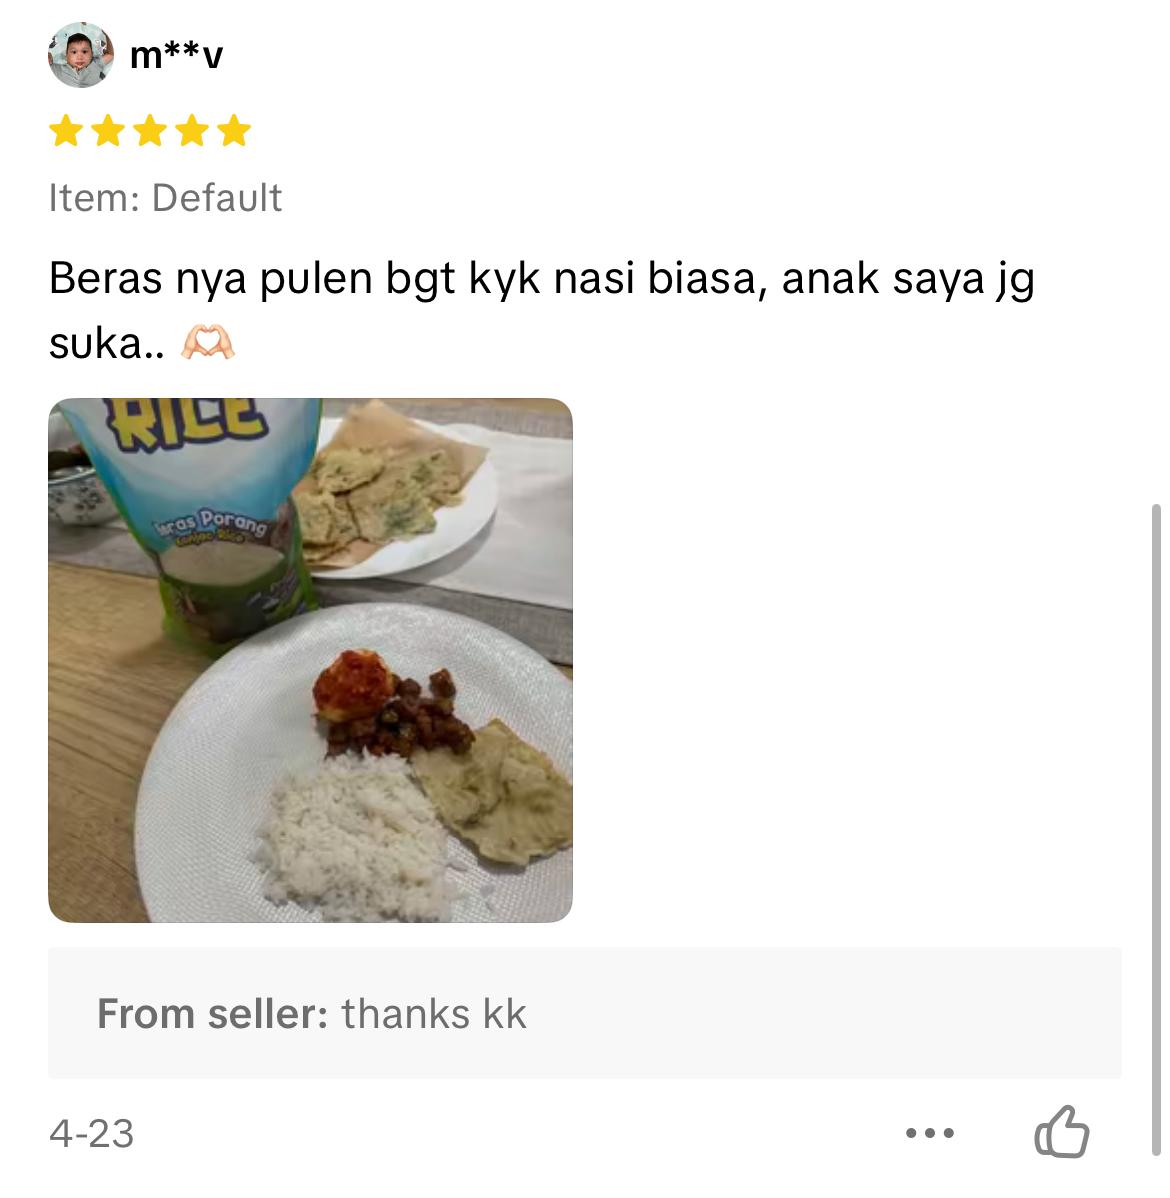 m**v
Item: Default
Beras nya pulen bgt kyk nasi biasa, anak saya jg
suka.. 🫶🏻
RICE
Beras Porang
Konjac Rice
From seller: thanks kk
4-23